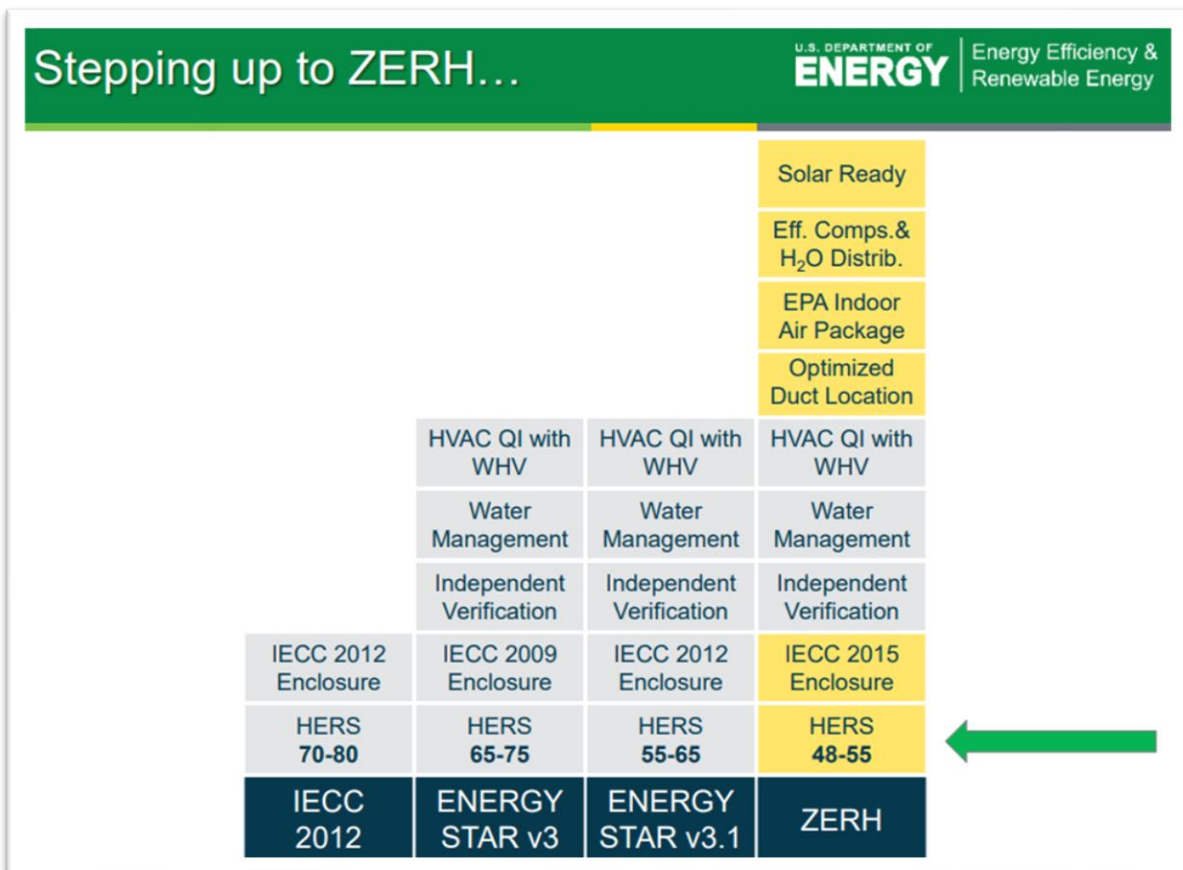 Stepping up to ZERH...
U.S. DEPARTMENT OF
ENERGY
Energy Efficiency &
Renewable Energy
Solar Ready
Eff. Comps.&
H₂O Distrib.
EPA Indoor
Air Package
Optimized
Duct Location
HVAC QI with
WHV
HVAC QI with
WHV
HVAC QI with
WHV
Water
Management
Water
Management
Water
Management
Independent
Verification
Independent
Verification
Independent
Verification
IECC 2012
Enclosure
IECC 2009
Enclosure
IECC 2012
Enclosure
IECC 2015
Enclosure
HERS
70-80
HERS
65-75
HERS
55-65
HERS
48-55
IECC
2012
ENERGY
STAR v3
ENERGY
STAR v3.1
ZERH